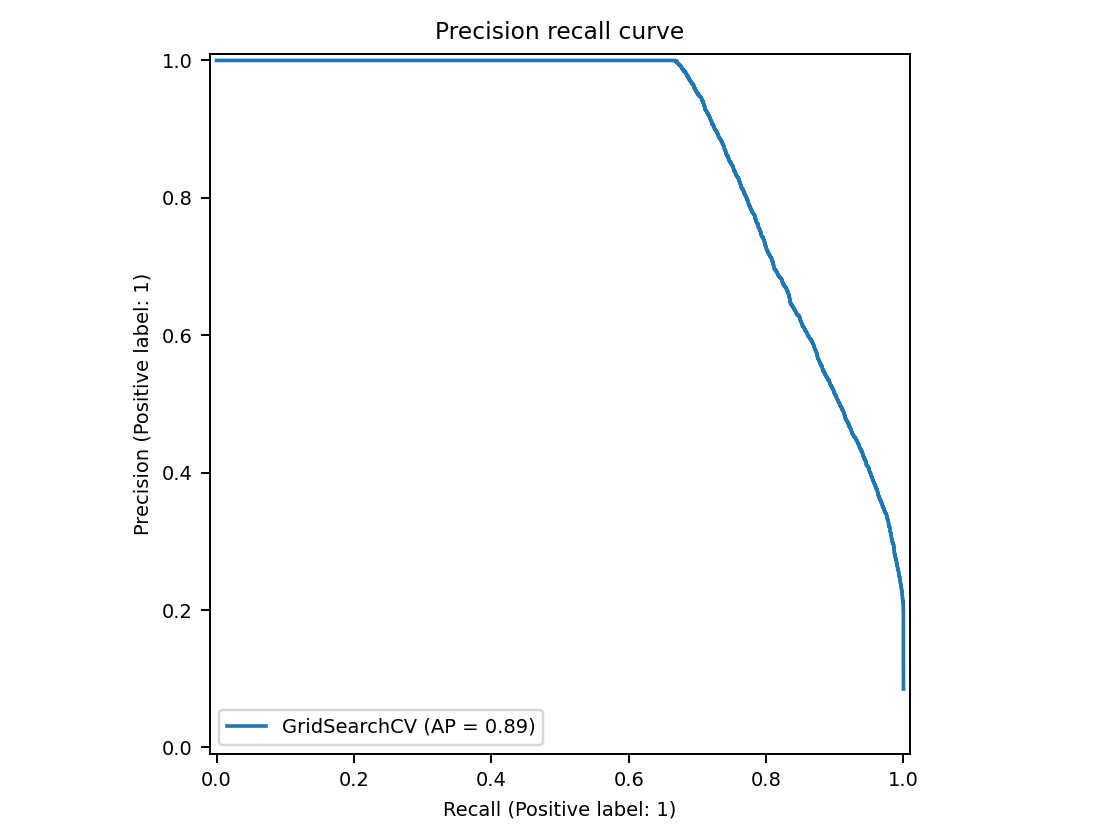 Precision recall curve
1.0
0.8
0.6
0.4
0.2
0.0
Precision (Positive label: 1)
GridSearchCV (AP = 0.89)
0.0 0.2 0.4 0.6 0.8 1.0
Recall (Positive label: 1)